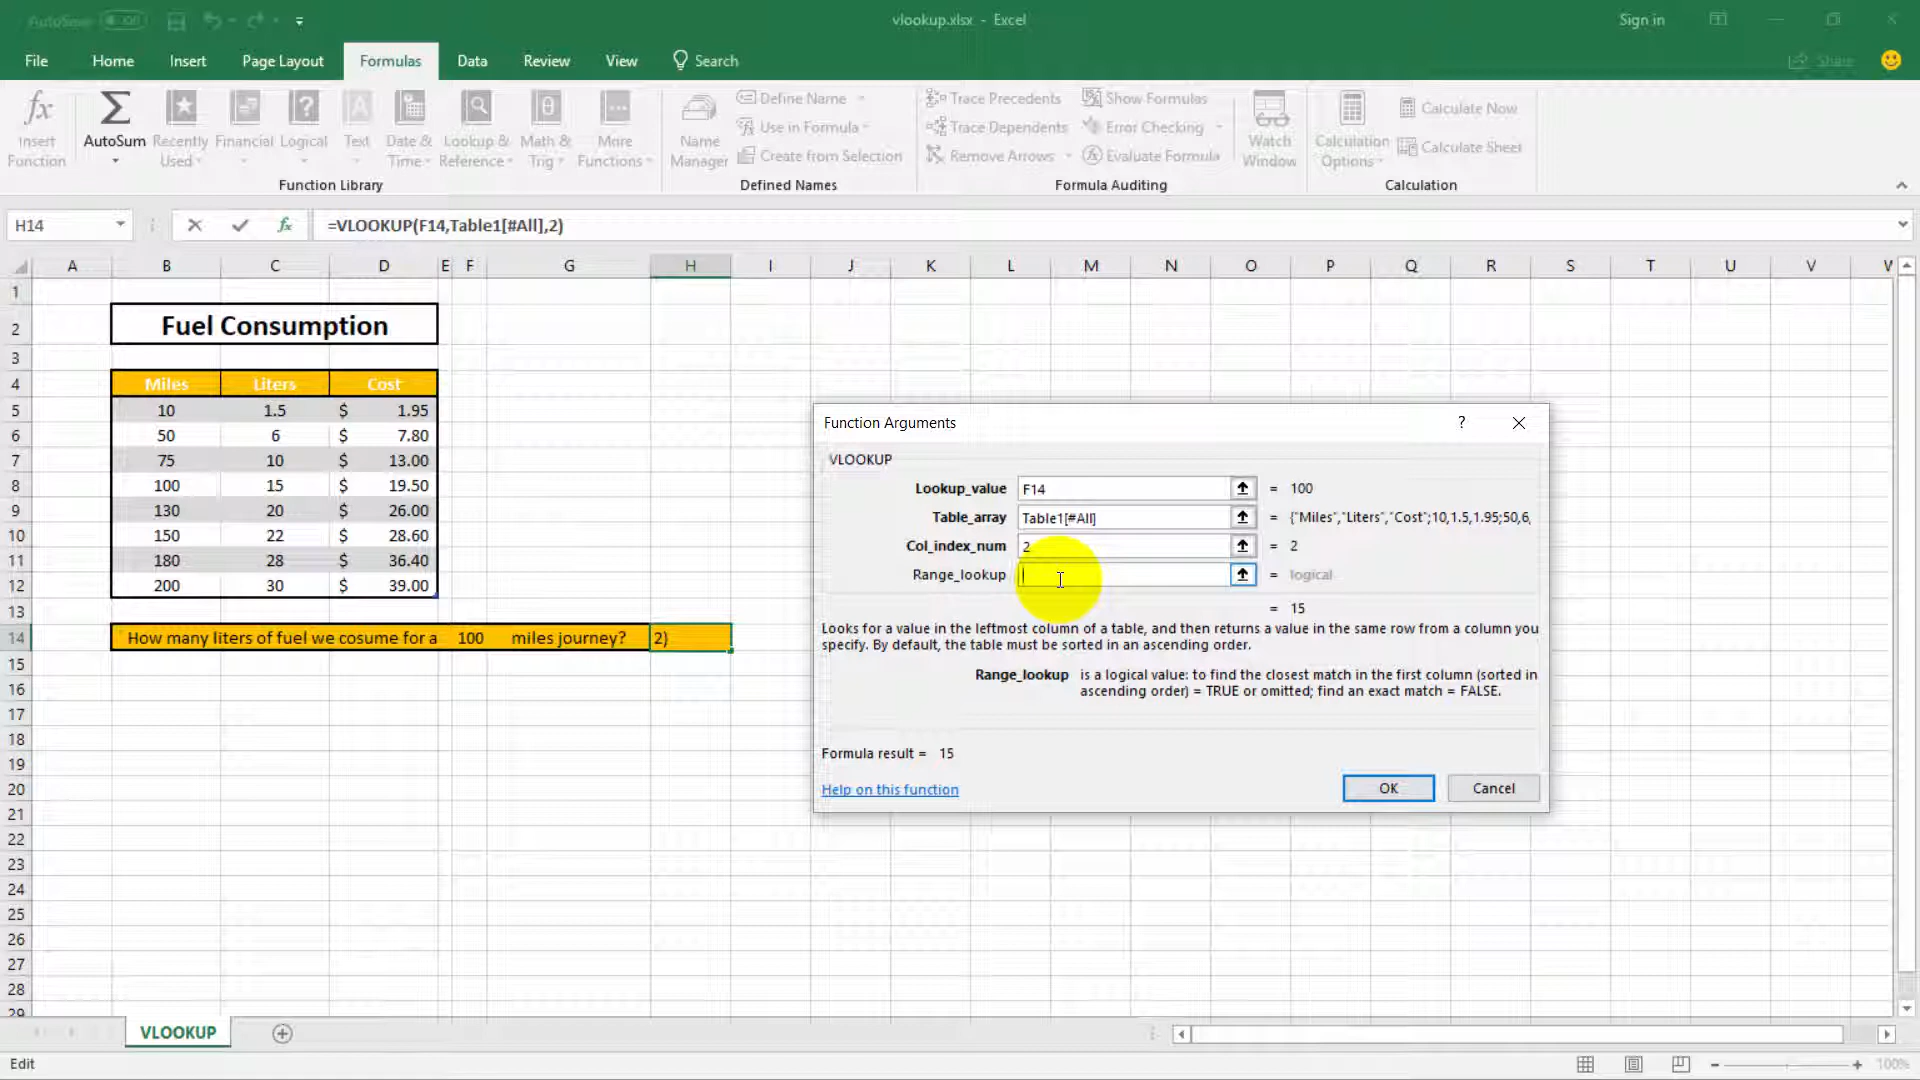 AutoSave Off
vlookup.xlsx - Excel
Sign in
File Home Insert Page Layout Formulas Data Review View Search Share
Insert Function
AutoSum
Recently Used
Financial
Logical
Text
Date & Time
Lookup & Reference
Math & Trig
More Functions
Function Library
Name Manager
Define Name
Use in Formula
Create from Selection
Defined Names
Trace Precedents
Trace Dependents
Remove Arrows
Show Formulas
Error Checking
Evaluate Formula
Formula Auditing
Watch Window
Calculation Options
Calculate Now
Calculate Sheet
Calculation
H14 fx =VLOOKUP(F14,Table1[#All],2)
A B C D E F G H I J K L M N O P Q R S T U V W
1
2 Fuel Consumption
3
4 Miles Liters Cost
5 10 1.5 $ 1.95
6 50 6 $ 7.80
7 75 10 $ 13.00
8 100 15 $ 19.50
9 130 20 $ 26.00
10 150 22 $ 28.60
11 180 28 $ 36.40
12 200 30 $ 39.00
13
14 How many liters of fuel we cosume for a 100 miles journey? 2)
15
16
17
18
19
20
21
22
23
24
25
26
27
28
29
Function Arguments ?
VLOOKUP
Lookup_value F14 = 100
Table_array Table1[#All] = {"Miles","Liters","Cost";10,1.5,1.95;50,6,
Col_index_num 2 = 2
Range_lookup = logical
= 15
Looks for a value in the leftmost column of a table, and then returns a value in the same row from a column you
specify. By default, the table must be sorted in an ascending order.
Range_lookup is a logical value: to find the closest match in the first column (sorted in
ascending order) = TRUE or omitted; find an exact match = FALSE.
Formula result = 15
Help on this function
OK Cancel
VLOOKUP
Edit
100%